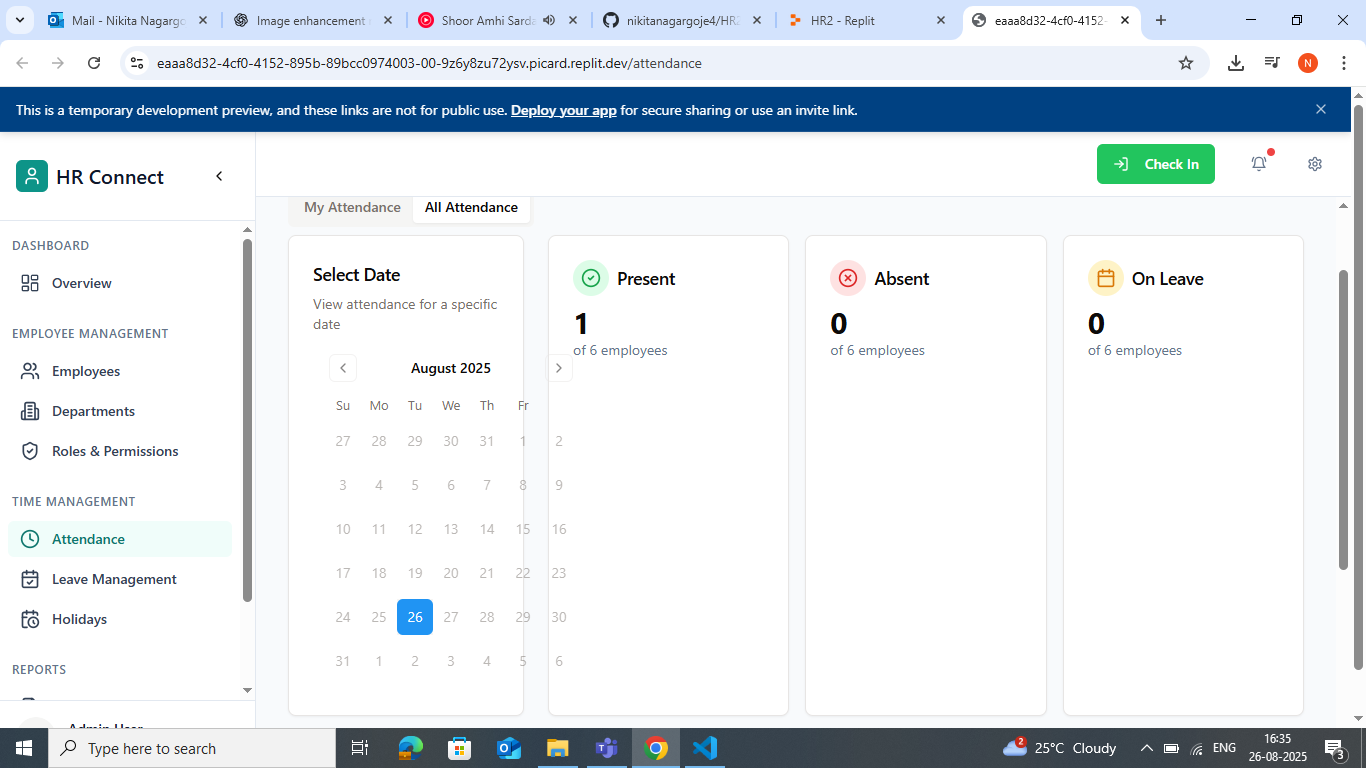 Mail - Nikita Nagargo
Image enhancement
Shoor Amhi Sarda
nikitanagargoje4/HR2
HR2 - Replit
eaaa8d32-4cf0-4152-
eaaa8d32-4cf0-4152-895b-89bcc0974003-00-9z6y8zu72ysv.picard.replit.dev/attendance
N
This is a temporary development preview, and these links are not for public use. Deploy your app for secure sharing or use an invite link.
HR Connect
Check In
DASHBOARD
Overview
EMPLOYEE MANAGEMENT
Employees
Departments
Roles & Permissions
TIME MANAGEMENT
Attendance
Leave Management
Holidays
REPORTS
Admin User
My Attendance
All Attendance
Select Date
View attendance for a specific
date
August 2025
Su Mo Tu We Th Fr
27 28 29 30 31 1 2
3 4 5 6 7 8 9
10 11 12 13 14 15 16
17 18 19 20 21 22 23
24 25 26 27 28 29 30
31 1 2 3 4 5 6
Present
1
of 6 employees
Absent
0
of 6 employees
On Leave
0
of 6 employees
Type here to search
2
25°C Cloudy
ENG
16:35
26-08-2025
3